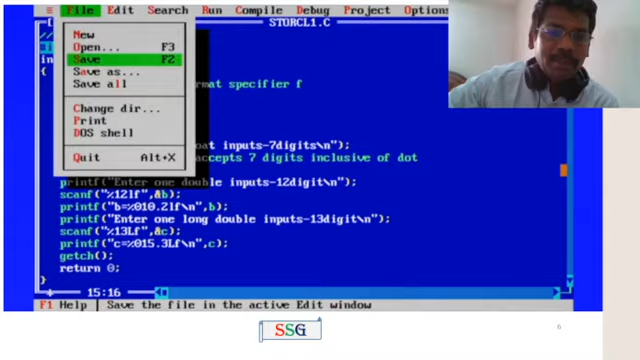 ≡ File Edit Search Run Compile Debug Project Options
STORCL1.C
New
Open... F3
Save F2
Save as...
Save all
Change dir...
Print
DOS shell
Quit Alt+X
//
in
{
rmat specifier f
oat inputs-7digits\n");
accepts 7 digits inclusive of dot
printf("Enter one double inputs-12digit\n");
scanf("%12lf",&b);
printf("b=%010.2lf\n",b);
printf("Enter one long double inputs-13digit\n");
scanf("%13Lf",&c);
printf("c=%015.3Lf\n",c);
getch();
return 0;
}
15:16
F1 Help | Save the file in the active Edit window
SSG
6